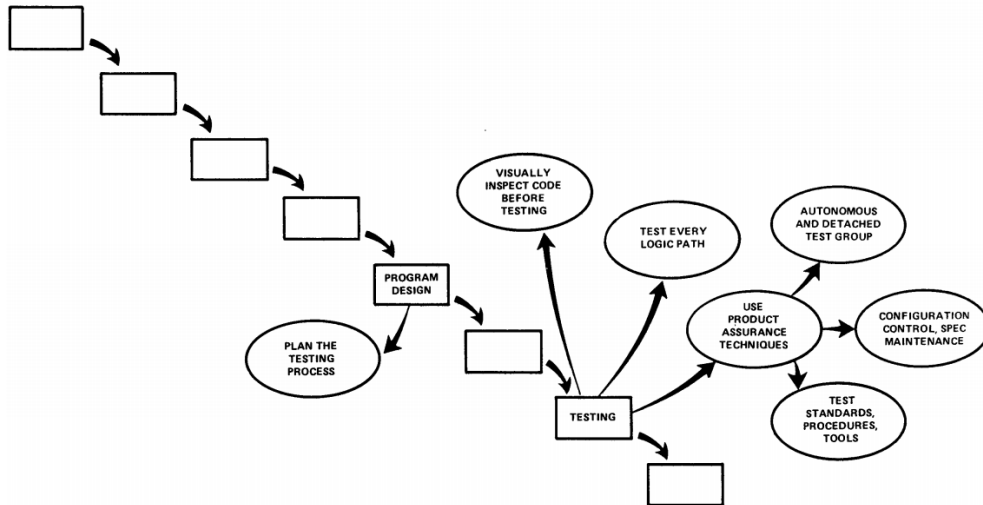 VISUALLY
INSPECT CODE
BEFORE
TESTING
TEST EVERY
LOGIC PATH
AUTONOMOUS
AND DETACHED
TEST GROUP
PROGRAM
DESIGN
USE
PRODUCT
ASSURANCE
TECHNIQUES
CONFIGURATION
CONTROL, SPEC
MAINTENANCE
PLAN THE
TESTING
PROCESS
TESTING
TEST
STANDARDS,
PROCEDURES,
TOOLS